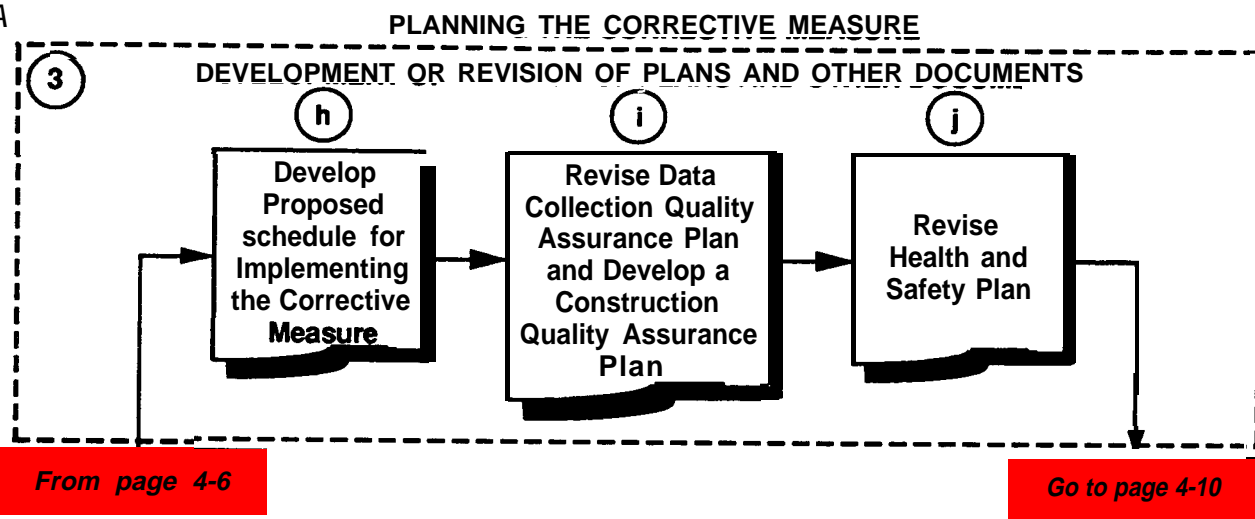 A
PLANNING THE CORRECTIVE MEASURE
3
DEVELOPMENT OR REVISION OF PLANS AND OTHER DOCUMENTS
h
i
j
Develop
Proposed
schedule for
Implementing
the Corrective
Measure
Revise Data
Collection Quality
Assurance Plan
and Develop a
Construction
Quality Assurance
Plan
Revise
Health and
Safety Plan
From page 4-6
Go to page 4-10